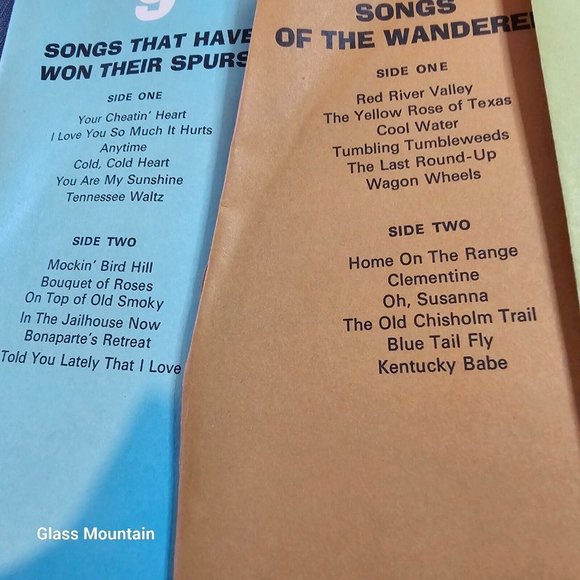 9
SONGS THAT HAVE
WON THEIR SPURS
SIDE ONE
Your Cheatin' Heart
I Love You So Much It Hurts
Anytime
Cold, Cold Heart
You Are My Sunshine
Tennessee Waltz
SIDE TWO
Mockin' Bird Hill
Bouquet of Roses
On Top of Old Smoky
In The Jailhouse Now
Bonaparte's Retreat
Told You Lately That I Love
SONGS
OF THE WANDERE
SIDE ONE
Red River Valley
The Yellow Rose of Texas
Cool Water
Tumbling Tumbleweeds
The Last Round-Up
Wagon Wheels
SIDE TWO
Home On The Range
Clementine
Oh, Susanna
The Old Chisholm Trail
Blue Tail Fly
Kentucky Babe
Glass Mountain